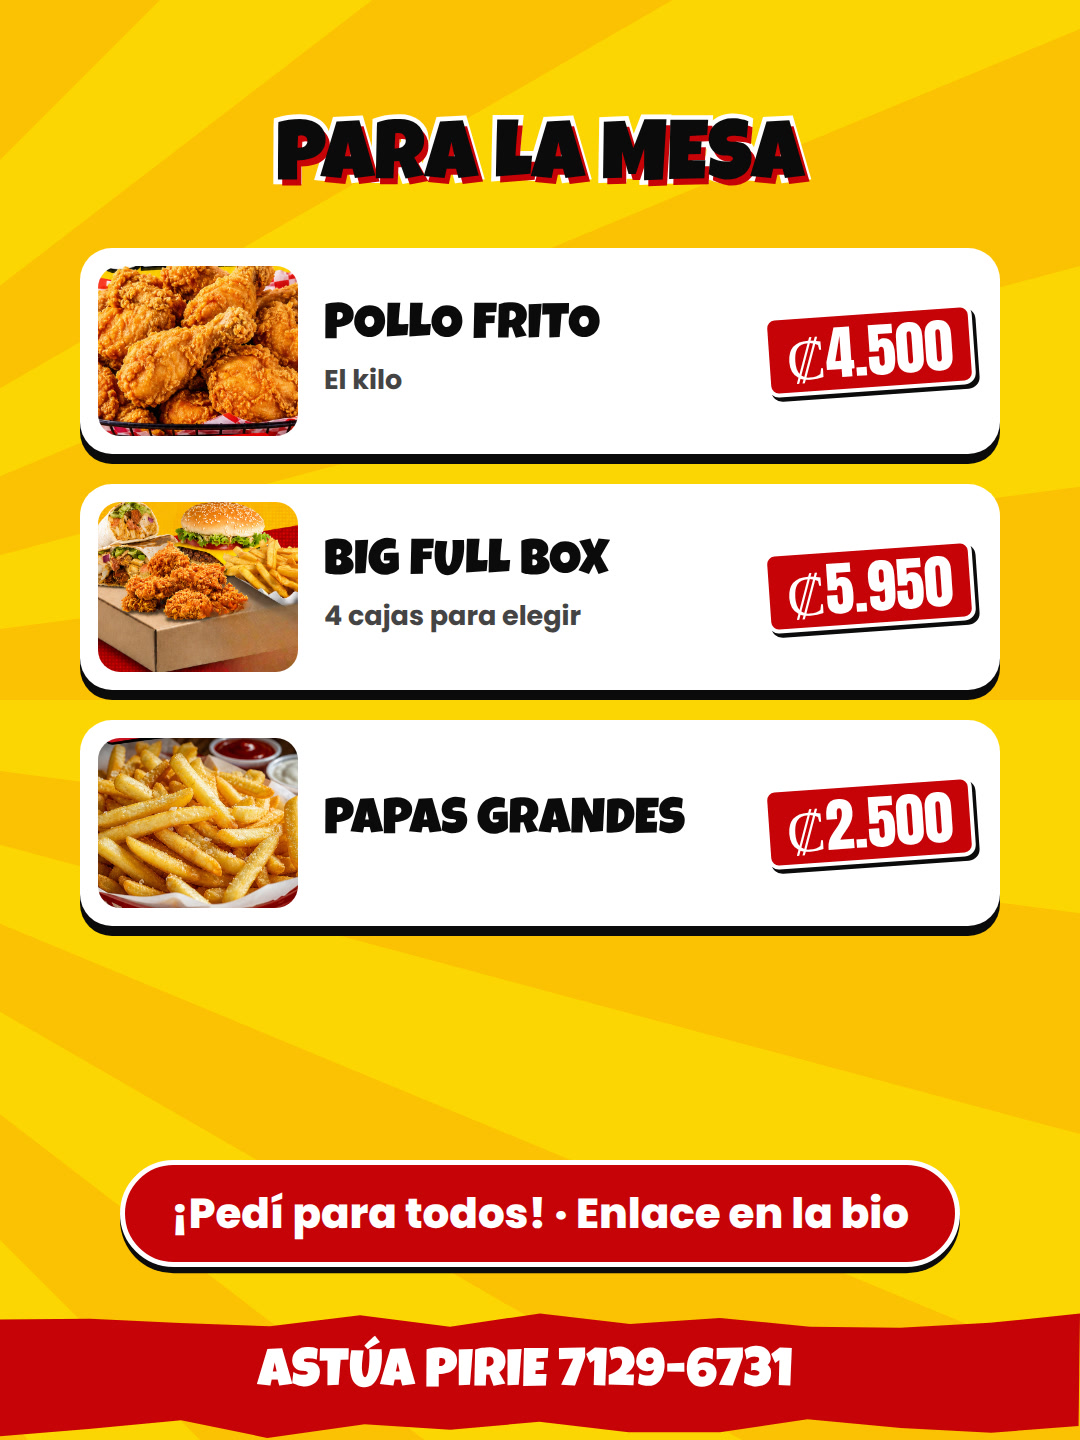 PARA LA MESA
POLLO FRITO
El kilo
₡4.500
BIG FULL BOX
4 cajas para elegir
₡5.950
PAPAS GRANDES
₡2.500
¡Pedí para todos! · Enlace en la bio
ASTÚA PIRIE 7129-6731